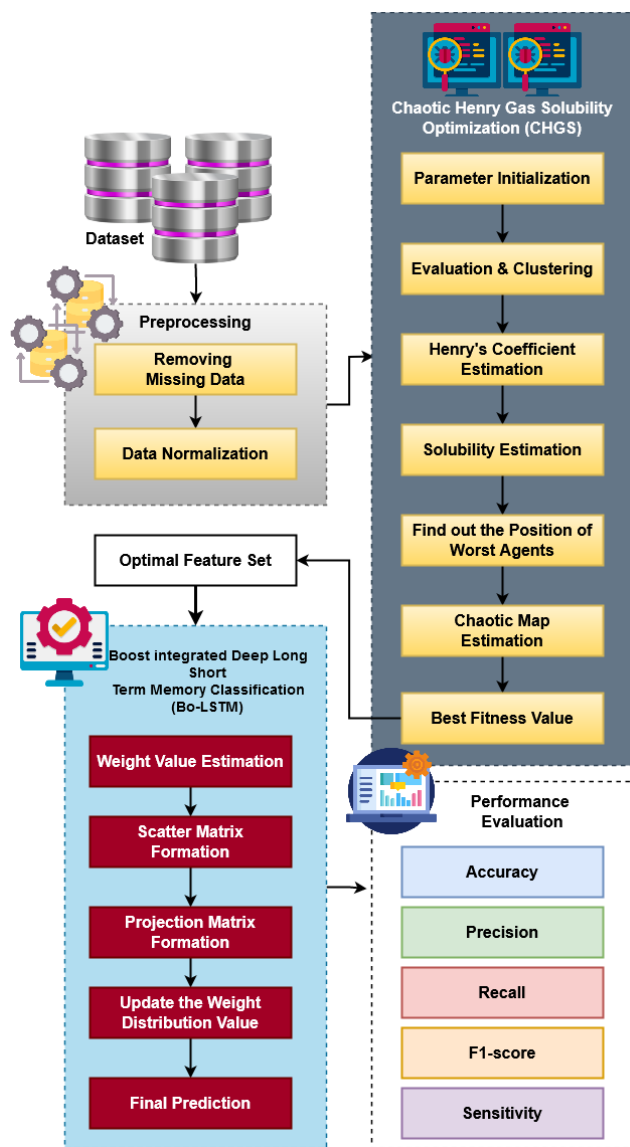 Dataset
Preprocessing
Removing
Missing Data
Data Normalization
Chaotic Henry Gas Solubility
Optimization (CHGS)
Parameter Initialization
Evaluation & Clustering
Henry's Coefficient
Estimation
Solubility Estimation
Find out the Position of
Worst Agents
Chaotic Map
Estimation
Best Fitness Value
Optimal Feature Set
Boost integrated Deep Long
Short
Term Memory Classification
(Bo-LSTM)
Weight Value Estimation
Scatter Matrix
Formation
Projection Matrix
Formation
Update the Weight
Distribution Value
Final Prediction
Performance
Evaluation
Accuracy
Precision
Recall
F1-score
Sensitivity